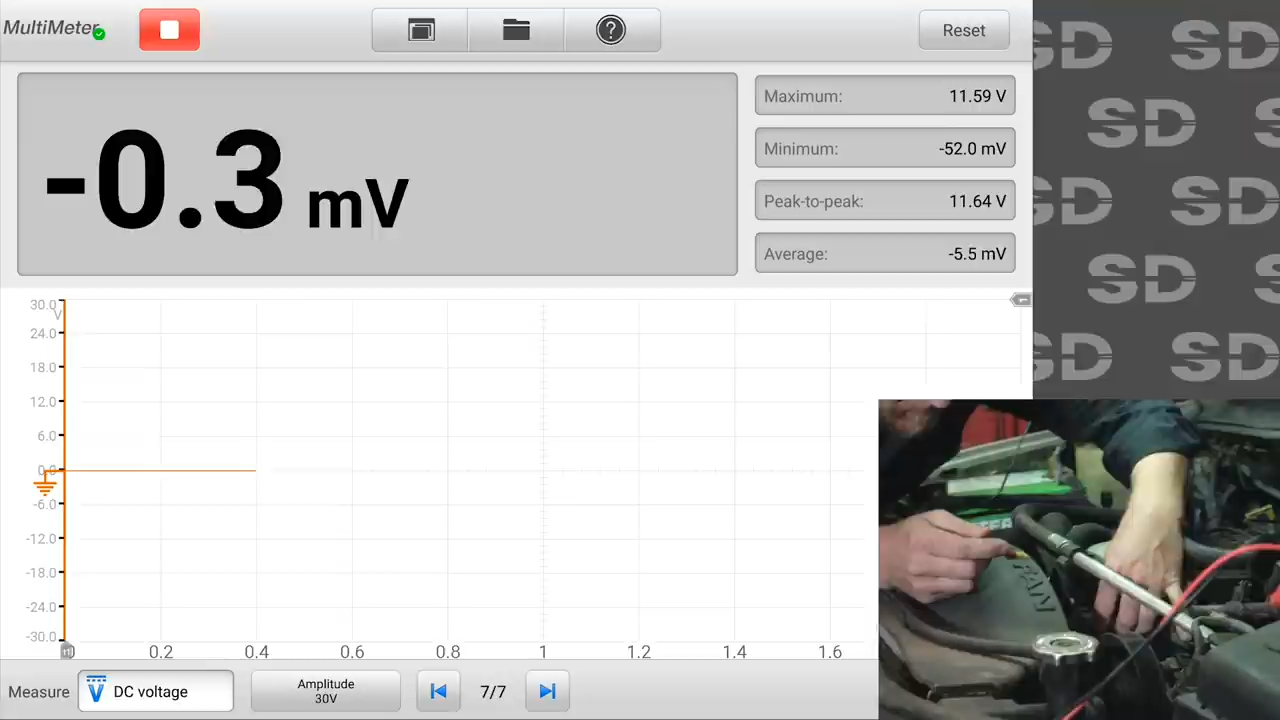 MultiMeter
Reset
-0.3 mV
Maximum: 11.59 V
Minimum: -52.0 mV
Peak-to-peak: 11.64 V
Average: -5.5 mV
30.0
V
24.0
18.0
12.0
6.0
0.0
-6.0
-12.0
-18.0
-24.0
-30.0
0 0.2 0.4 0.6 0.8 1 1.2 1.4 1.6
Measure DC voltage Amplitude 30V 7/7
SD SD
SD
SD SD
SD
SD SD